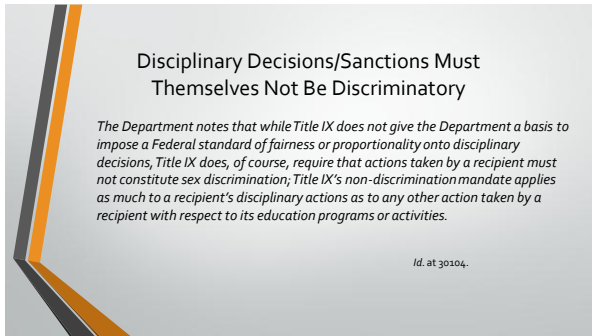 Disciplinary Decisions/Sanctions Must
Themselves Not Be Discriminatory
The Department notes that while Title IX does not give the Department a basis to
impose a Federal standard of fairness or proportionality onto disciplinary
decisions, Title IX does, of course, require that actions taken by a recipient must
not constitute sex discrimination; Title IX's non-discrimination mandate applies
as much to a recipient's disciplinary actions as to any other action taken by a
recipient with respect to its education programs or activities.
Id. at 30104.